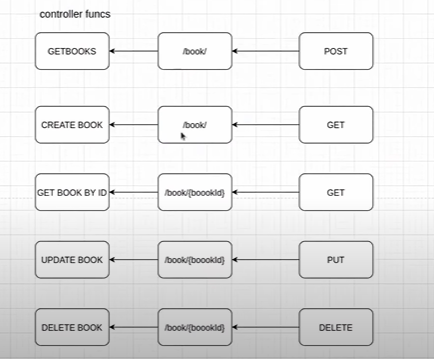 controller funcs
GETBOOKS /book/ POST
CREATE BOOK /book/ GET
GET BOOK BY ID /book/{boookId} GET
UPDATE BOOK /book/{boookId} PUT
DELETE BOOK /book/{boookId} DELETE